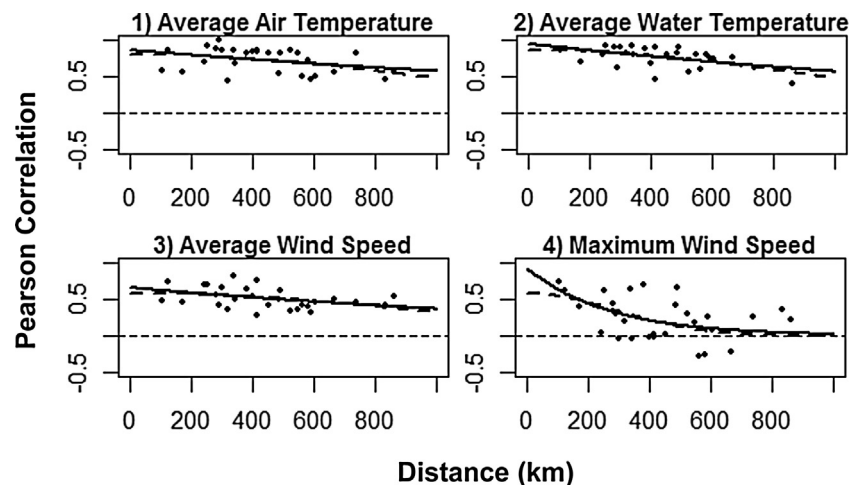 1) Average Air Temperature
2) Average Water Temperature
0.5
-0.5
0 200 400 600 800
0.5
-0.5
0 200 400 600 800
Pearson Correlation
3) Average Wind Speed
4) Maximum Wind Speed
0.5
-0.5
0 200 400 600 800
0.5
-0.5
0 200 400 600 800
Distance (km)